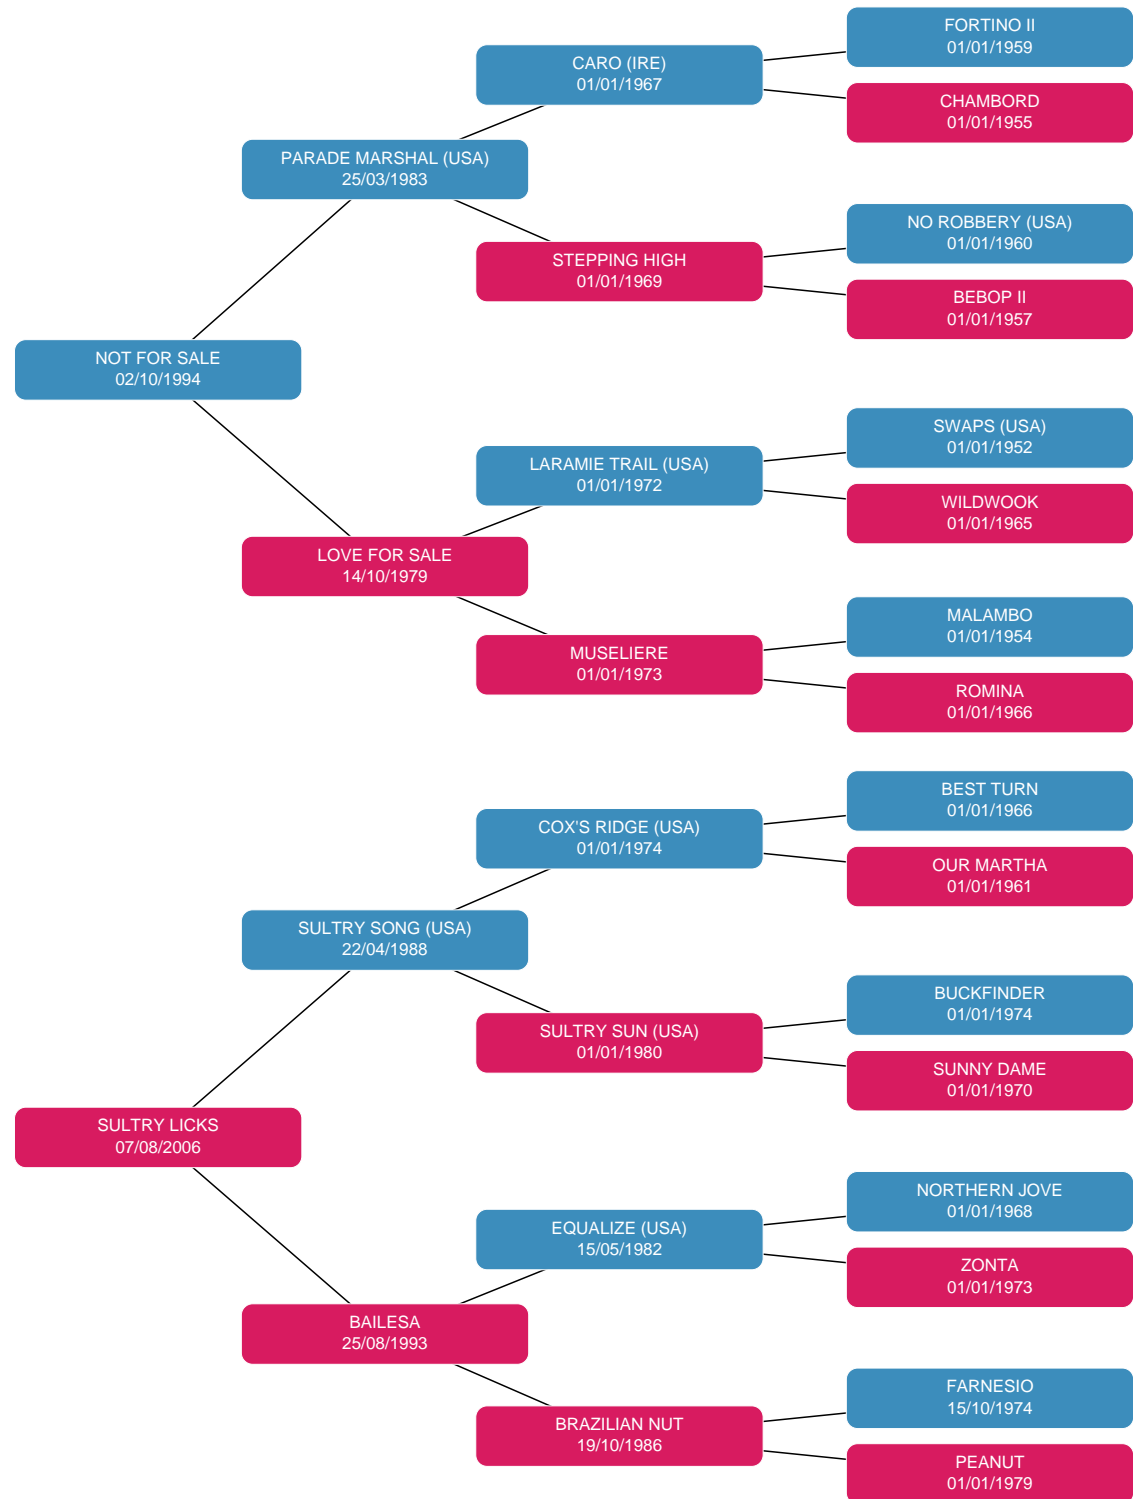 FORTINO II
01/01/1959
CARO (IRE)
01/01/1967
CHAMBORD
01/01/1955
PARADE MARSHAL (USA)
25/03/1983
NO ROBBERY (USA)
01/01/1960
STEPPING HIGH
01/01/1969
BEBOP II
01/01/1957
NOT FOR SALE
02/10/1994
SWAPS (USA)
01/01/1952
LARAMIE TRAIL (USA)
01/01/1972
WILDWOOK
01/01/1965
LOVE FOR SALE
14/10/1979
MALAMBO
01/01/1954
MUSELIERE
01/01/1973
ROMINA
01/01/1966
BEST TURN
01/01/1966
COX'S RIDGE (USA)
01/01/1974
OUR MARTHA
01/01/1961
SULTRY SONG (USA)
22/04/1988
BUCKFINDER
01/01/1974
SULTRY SUN (USA)
01/01/1980
SUNNY DAME
01/01/1970
SULTRY LICKS
07/08/2006
NORTHERN JOVE
01/01/1968
EQUALIZE (USA)
15/05/1982
ZONTA
01/01/1973
BAILESA
25/08/1993
FARNESIO
15/10/1974
BRAZILIAN NUT
19/10/1986
PEANUT
01/01/1979